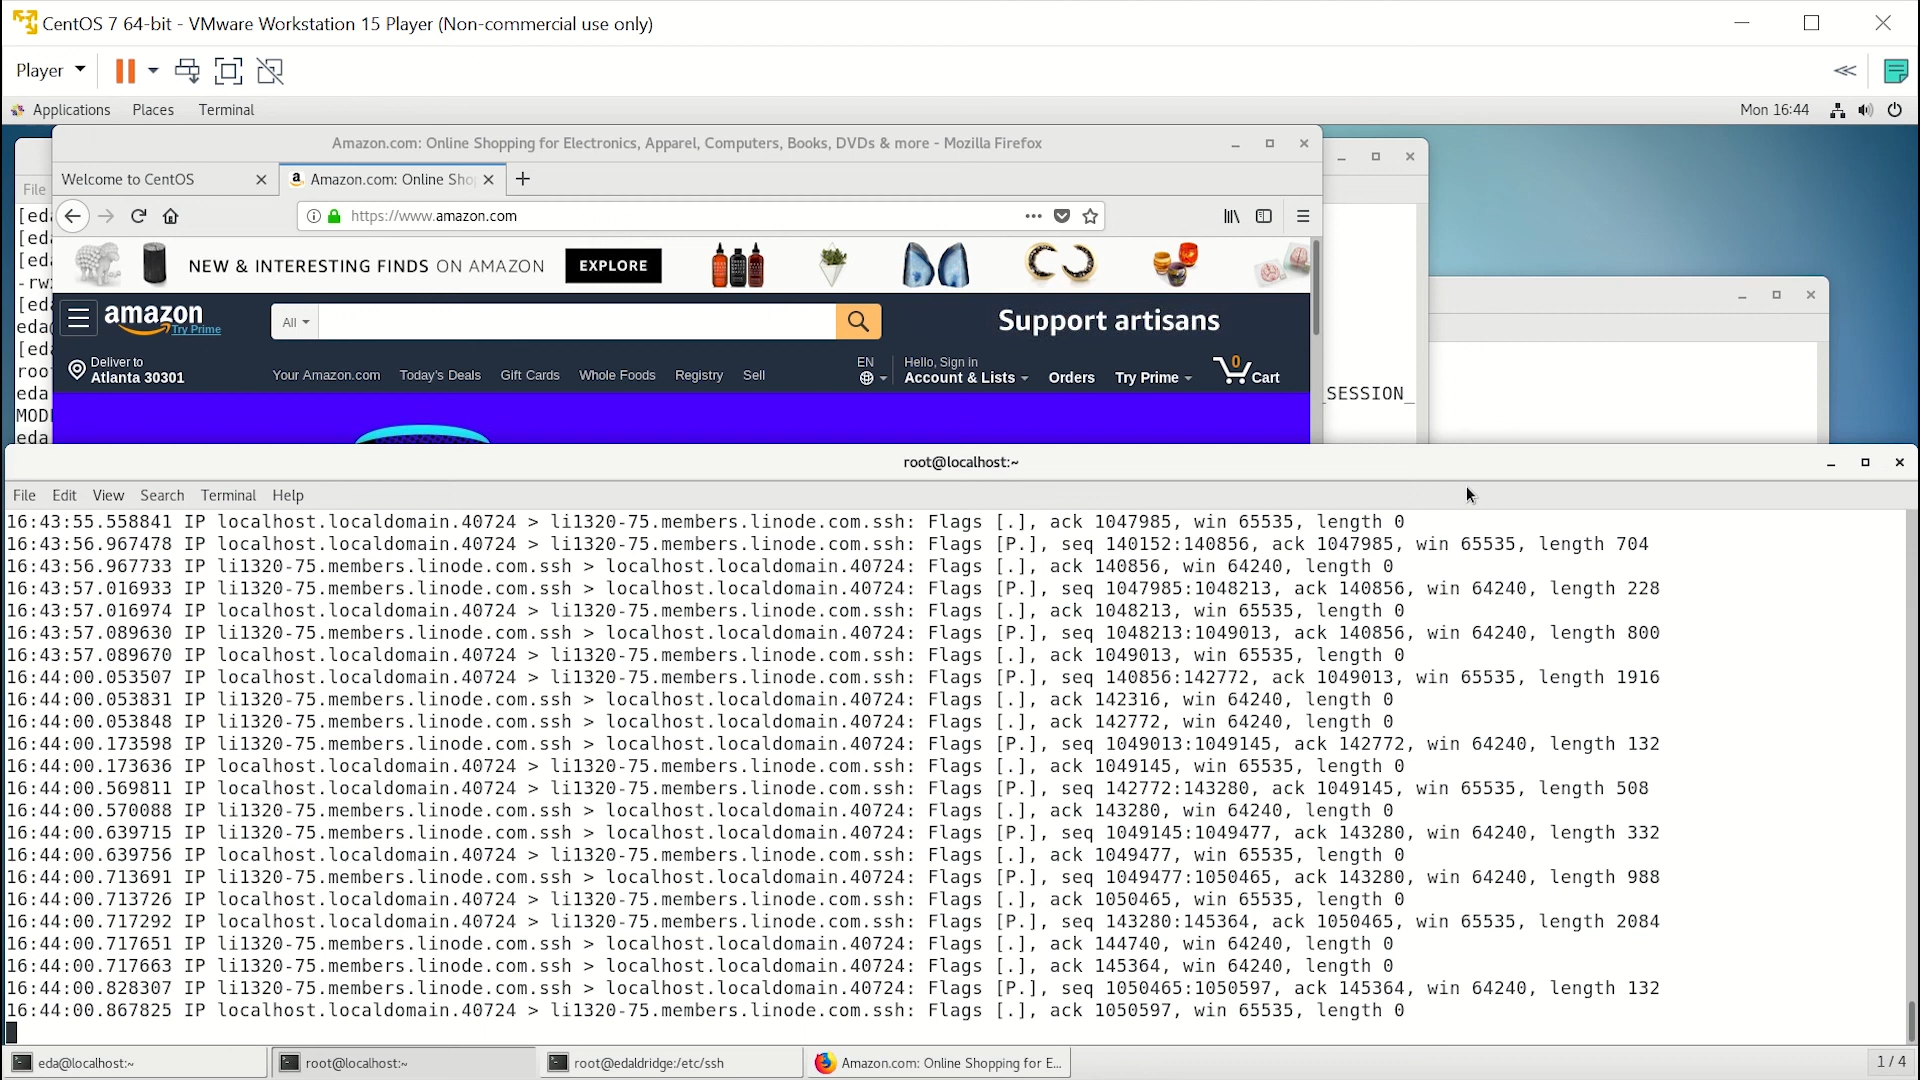 CentOS 7 64-bit - VMware Workstation 15 Player (Non-commercial use only)
Player
Applications Places Terminal
Mon 16:44
Amazon.com: Online Shopping for Electronics, Apparel, Computers, Books, DVDs & more - Mozilla Firefox
Welcome to CentOS
Amazon.com: Online Sho
File
https://www.amazon.com
[eda
[eda
[eda
-rwx
[eda
eda@
[eda
roo
eda
MOD
eda
NEW & INTERESTING FINDS ON AMAZON
EXPLORE
amazon
Try Prime
All
Support artisans
Deliver to
Atlanta 30301
Your Amazon.com Today's Deals Gift Cards Whole Foods Registry Sell
EN
Hello, Sign in
Account & Lists
Orders
Try Prime
0
Cart
_SESSION_
root@localhost:~
File Edit View Search Terminal Help
16:43:55.558841 IP localhost.localdomain.40724 > li1320-75.members.linode.com.ssh: Flags [.], ack 1047985, win 65535, length 0
16:43:56.967478 IP localhost.localdomain.40724 > li1320-75.members.linode.com.ssh: Flags [P.], seq 140152:140856, ack 1047985, win 65535, length 704
16:43:56.967733 IP li1320-75.members.linode.com.ssh > localhost.localdomain.40724: Flags [.], ack 140856, win 64240, length 0
16:43:57.016933 IP li1320-75.members.linode.com.ssh > localhost.localdomain.40724: Flags [P.], seq 1047985:1048213, ack 140856, win 64240, length 228
16:43:57.016974 IP localhost.localdomain.40724 > li1320-75.members.linode.com.ssh: Flags [.], ack 1048213, win 65535, length 0
16:43:57.089630 IP li1320-75.members.linode.com.ssh > localhost.localdomain.40724: Flags [P.], seq 1048213:1049013, ack 140856, win 64240, length 800
16:43:57.089670 IP localhost.localdomain.40724 > li1320-75.members.linode.com.ssh: Flags [.], ack 1049013, win 65535, length 0
16:44:00.053507 IP localhost.localdomain.40724 > li1320-75.members.linode.com.ssh: Flags [P.], seq 140856:142772, ack 1049013, win 65535, length 1916
16:44:00.053831 IP li1320-75.members.linode.com.ssh > localhost.localdomain.40724: Flags [.], ack 142316, win 64240, length 0
16:44:00.053848 IP li1320-75.members.linode.com.ssh > localhost.localdomain.40724: Flags [.], ack 142772, win 64240, length 0
16:44:00.173598 IP li1320-75.members.linode.com.ssh > localhost.localdomain.40724: Flags [P.], seq 1049013:1049145, ack 142772, win 64240, length 132
16:44:00.173636 IP localhost.localdomain.40724 > li1320-75.members.linode.com.ssh: Flags [.], ack 1049145, win 65535, length 0
16:44:00.569811 IP localhost.localdomain.40724 > li1320-75.members.linode.com.ssh: Flags [P.], seq 142772:143280, ack 1049145, win 65535, length 508
16:44:00.570088 IP li1320-75.members.linode.com.ssh > localhost.localdomain.40724: Flags [.], ack 143280, win 64240, length 0
16:44:00.639715 IP li1320-75.members.linode.com.ssh > localhost.localdomain.40724: Flags [P.], seq 1049145:1049477, ack 143280, win 64240, length 332
16:44:00.639756 IP localhost.localdomain.40724 > li1320-75.members.linode.com.ssh: Flags [.], ack 1049477, win 65535, length 0
16:44:00.713691 IP li1320-75.members.linode.com.ssh > localhost.localdomain.40724: Flags [P.], seq 1049477:1050465, ack 143280, win 64240, length 988
16:44:00.713726 IP localhost.localdomain.40724 > li1320-75.members.linode.com.ssh: Flags [.], ack 1050465, win 65535, length 0
16:44:00.717292 IP localhost.localdomain.40724 > li1320-75.members.linode.com.ssh: Flags [P.], seq 143280:145364, ack 1050465, win 65535, length 2084
16:44:00.717651 IP li1320-75.members.linode.com.ssh > localhost.localdomain.40724: Flags [.], ack 144740, win 64240, length 0
16:44:00.717663 IP li1320-75.members.linode.com.ssh > localhost.localdomain.40724: Flags [.], ack 145364, win 64240, length 0
16:44:00.828307 IP li1320-75.members.linode.com.ssh > localhost.localdomain.40724: Flags [P.], seq 1050465:1050597, ack 145364, win 64240, length 132
16:44:00.867825 IP localhost.localdomain.40724 > li1320-75.members.linode.com.ssh: Flags [.], ack 1050597, win 65535, length 0
eda@localhost:~
root@localhost:~
root@edaldridge:/etc/ssh
Amazon.com: Online Shopping for E...
1 / 4